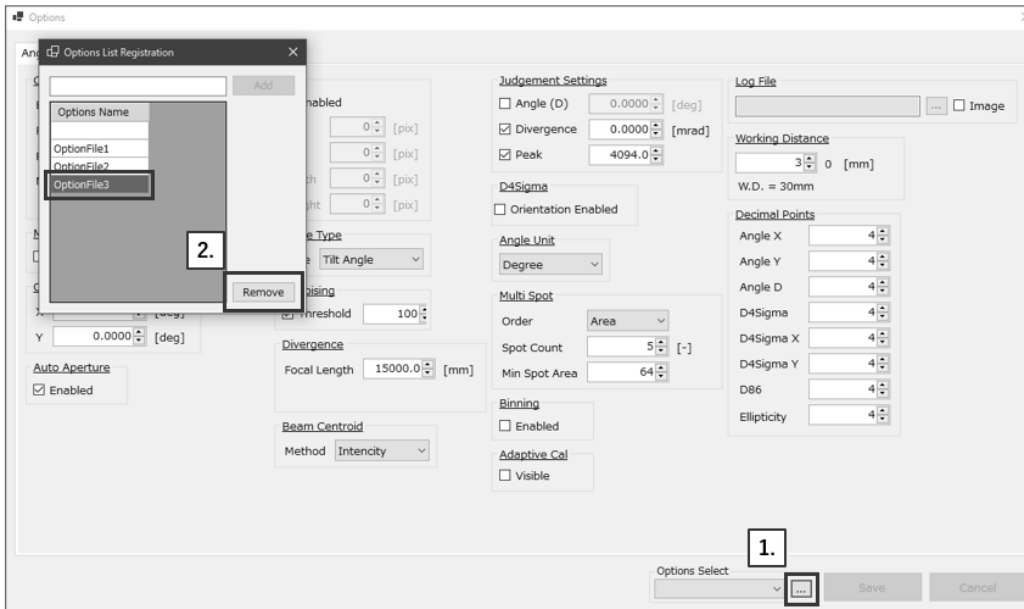 Options
An
Options List Registration
Add
Options Name
OptionFile1
OptionFile2
OptionFile3
2.
Remove
nabled
0 [pix]
0 [pix]
th 0 [pix]
ght 0 [pix]
e Type
e Tilt Angle
oising
Threshold 100
X [deg]
Y 0.0000 [deg]
Auto Aperture
Enabled
Divergence
Focal Length 15000.0 [mm]
Beam Centroid
Method Intencity
Judgement Settings
Angle (D) 0.0000 [deg]
Divergence 0.0000 [mrad]
Peak 4094.0
D4Sigma
Orientation Enabled
Angle Unit
Degree
Multi Spot
Order Area
Spot Count 5 [-]
Min Spot Area 64
Binning
Enabled
Adaptive Cal
Visible
Log File
... Image
Working Distance
3 0 [mm]
W.D. = 30mm
Decimal Points
Angle X 4
Angle Y 4
Angle D 4
D4Sigma 4
D4Sigma X 4
D4Sigma Y 4
D86 4
Ellipticity 4
1.
Options Select
...
Save
Cancel